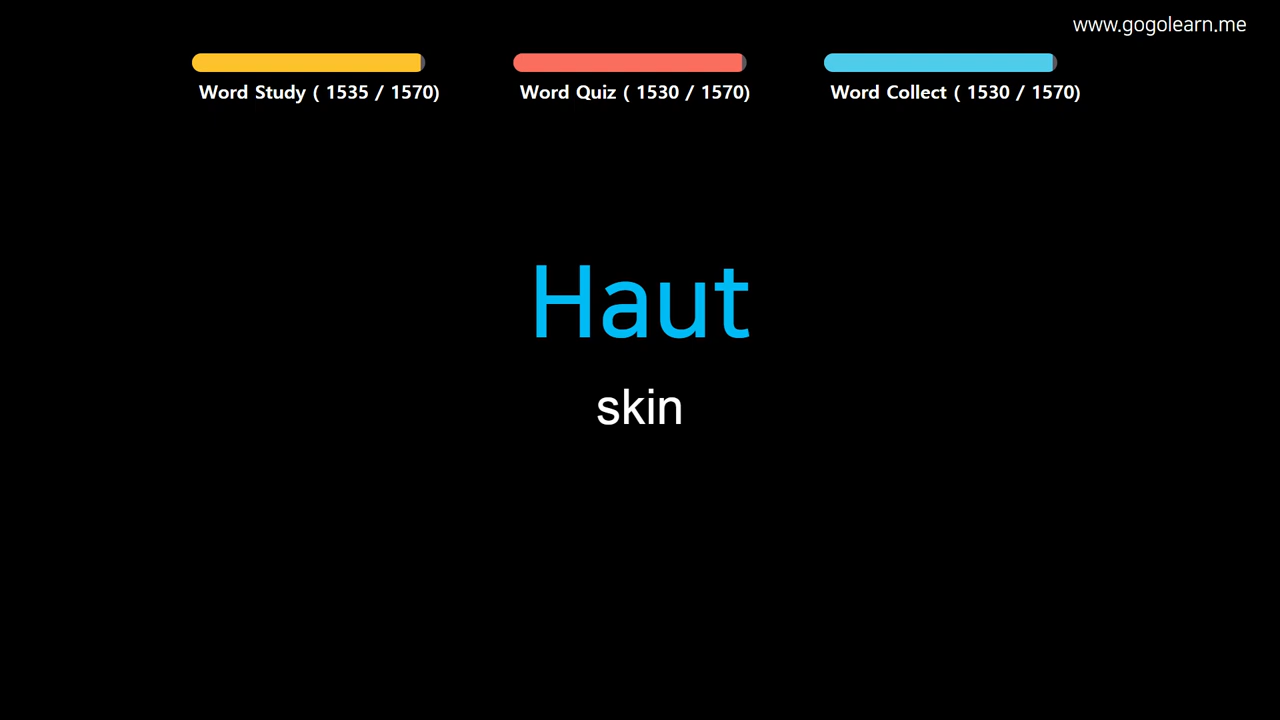 www.gogolearn.me
Word Study ( 1535 / 1570)
Word Quiz ( 1530 / 1570)
Word Collect ( 1530 / 1570)
Haut
skin